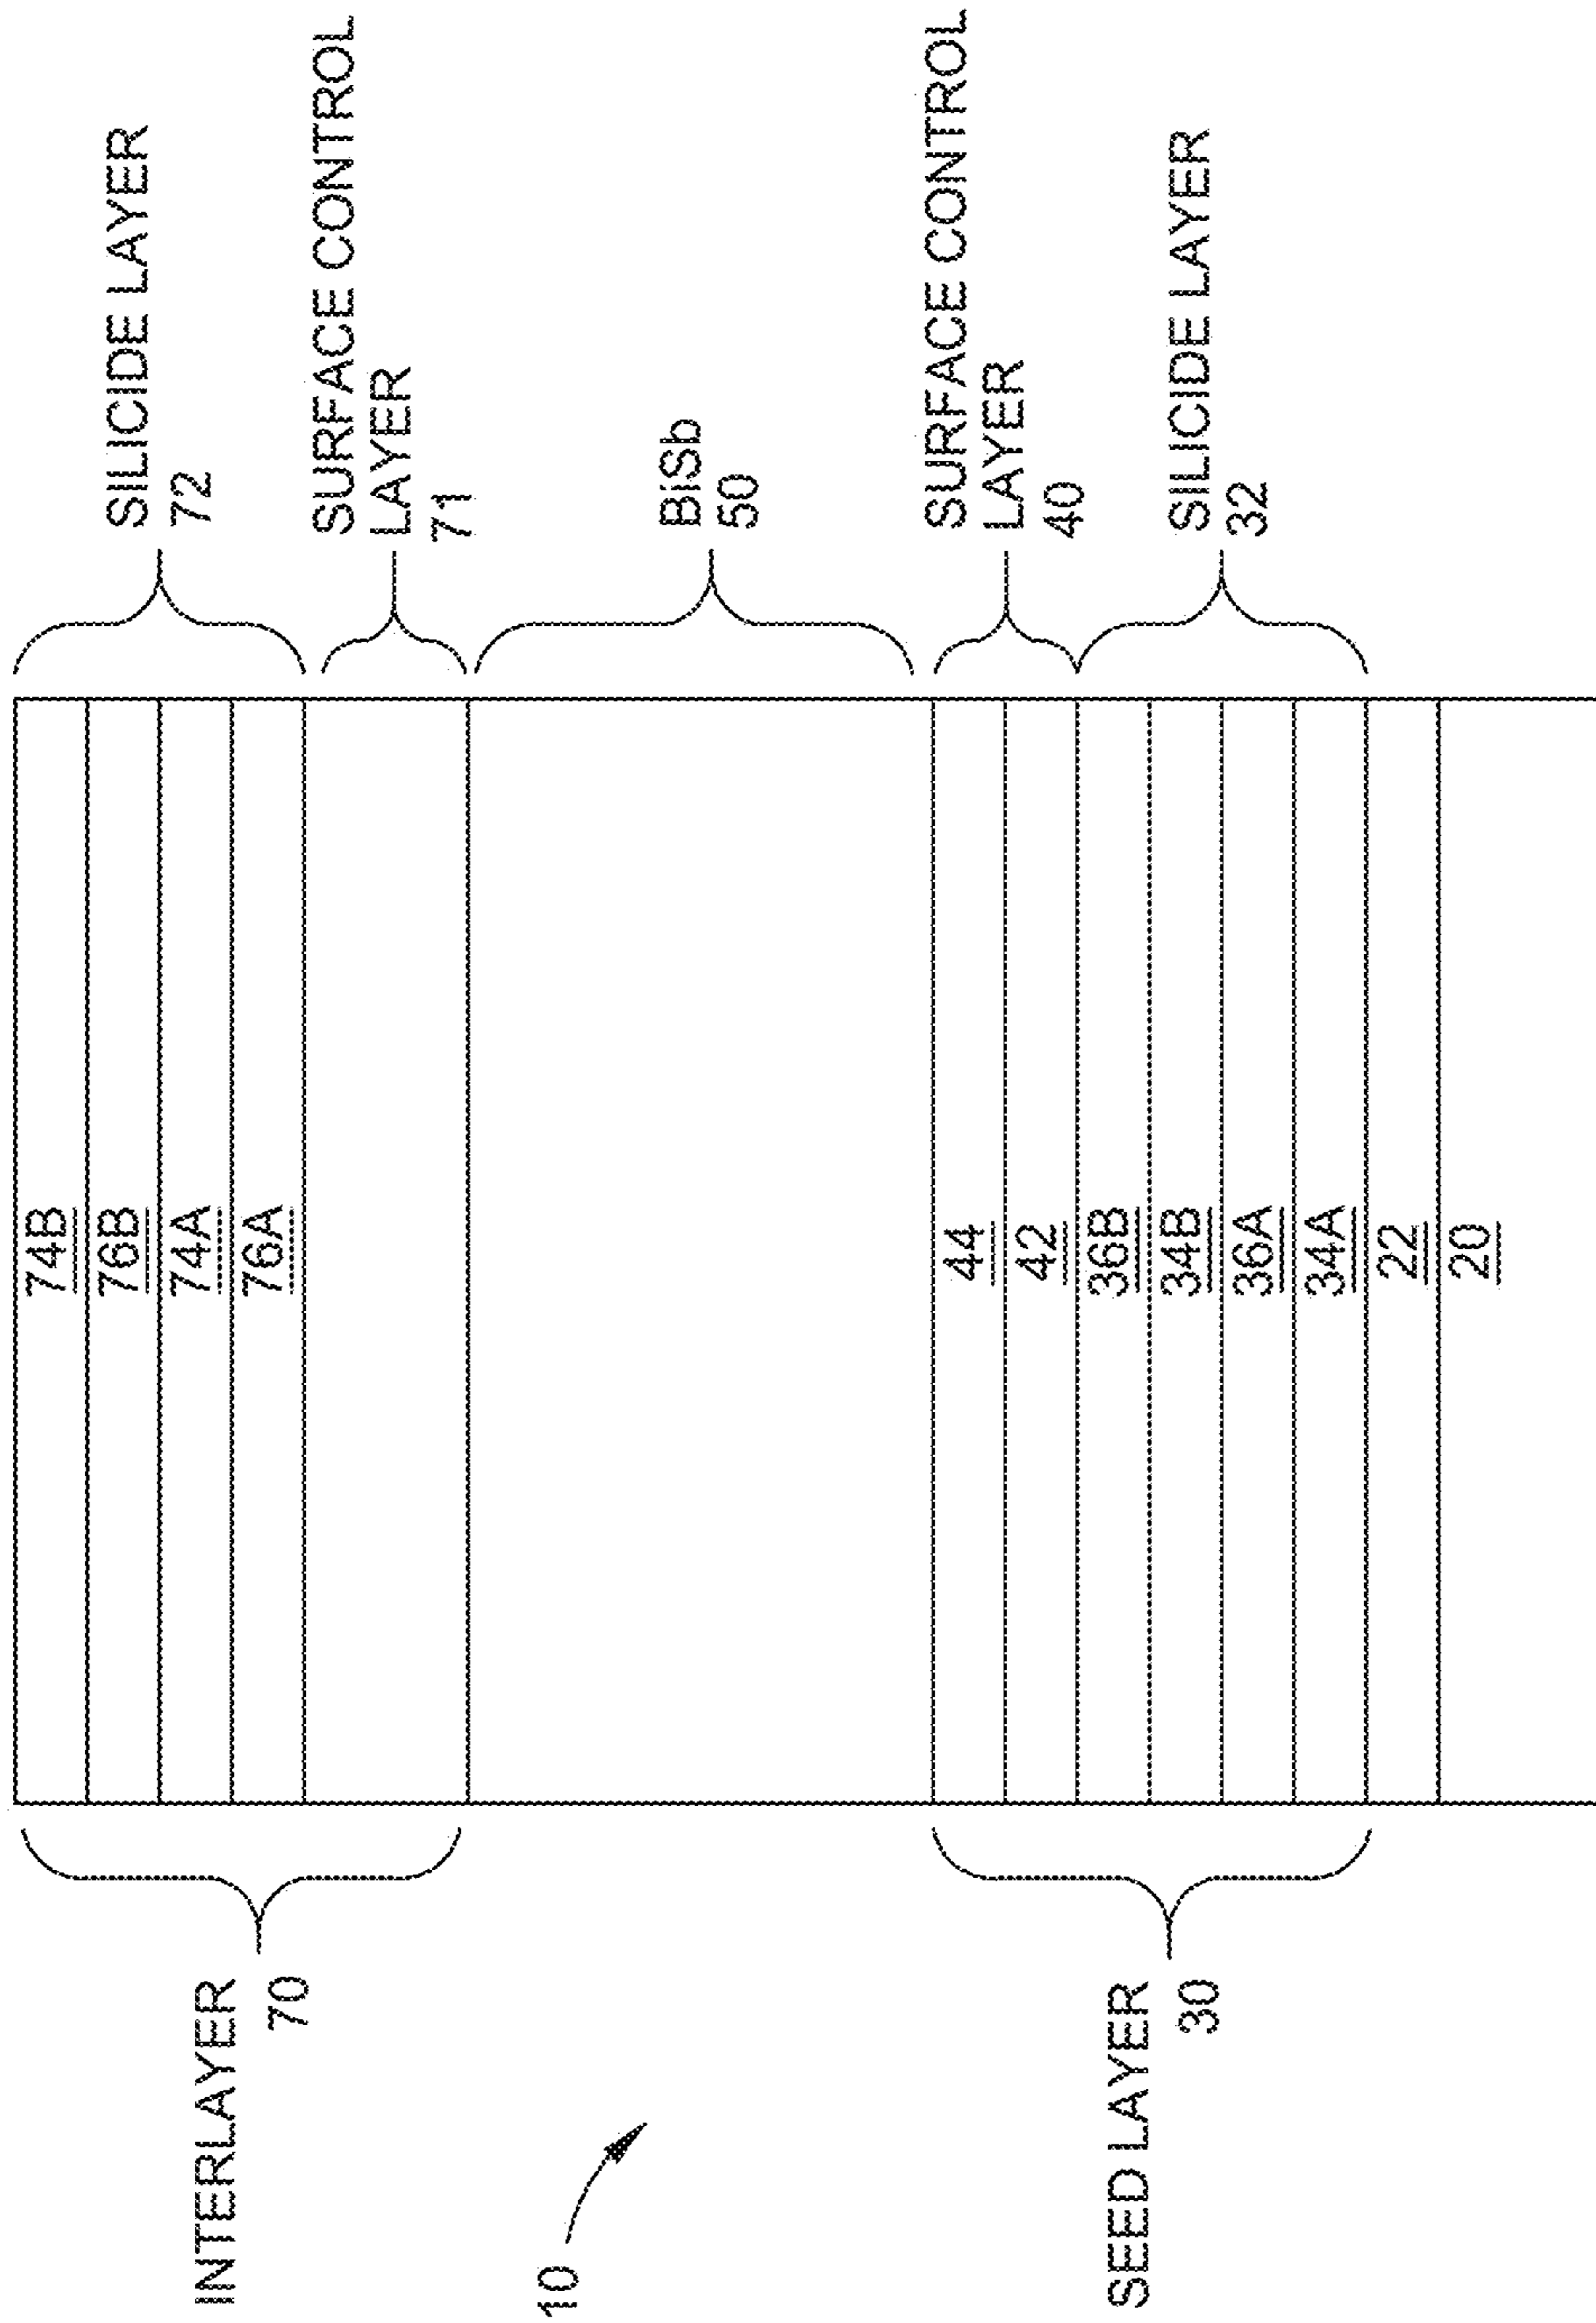 INTERLAYER
70
10
SEED LAYER
30
74B
76B
74A
76A
44
42
36B
34B
36A
34A
22
20
SILICIDE LAYER
72
SURFACE CONTROL
LAYER
71
BiSb
50
SURFACE CONTROL
LAYER
40
SILICIDE LAYER
32